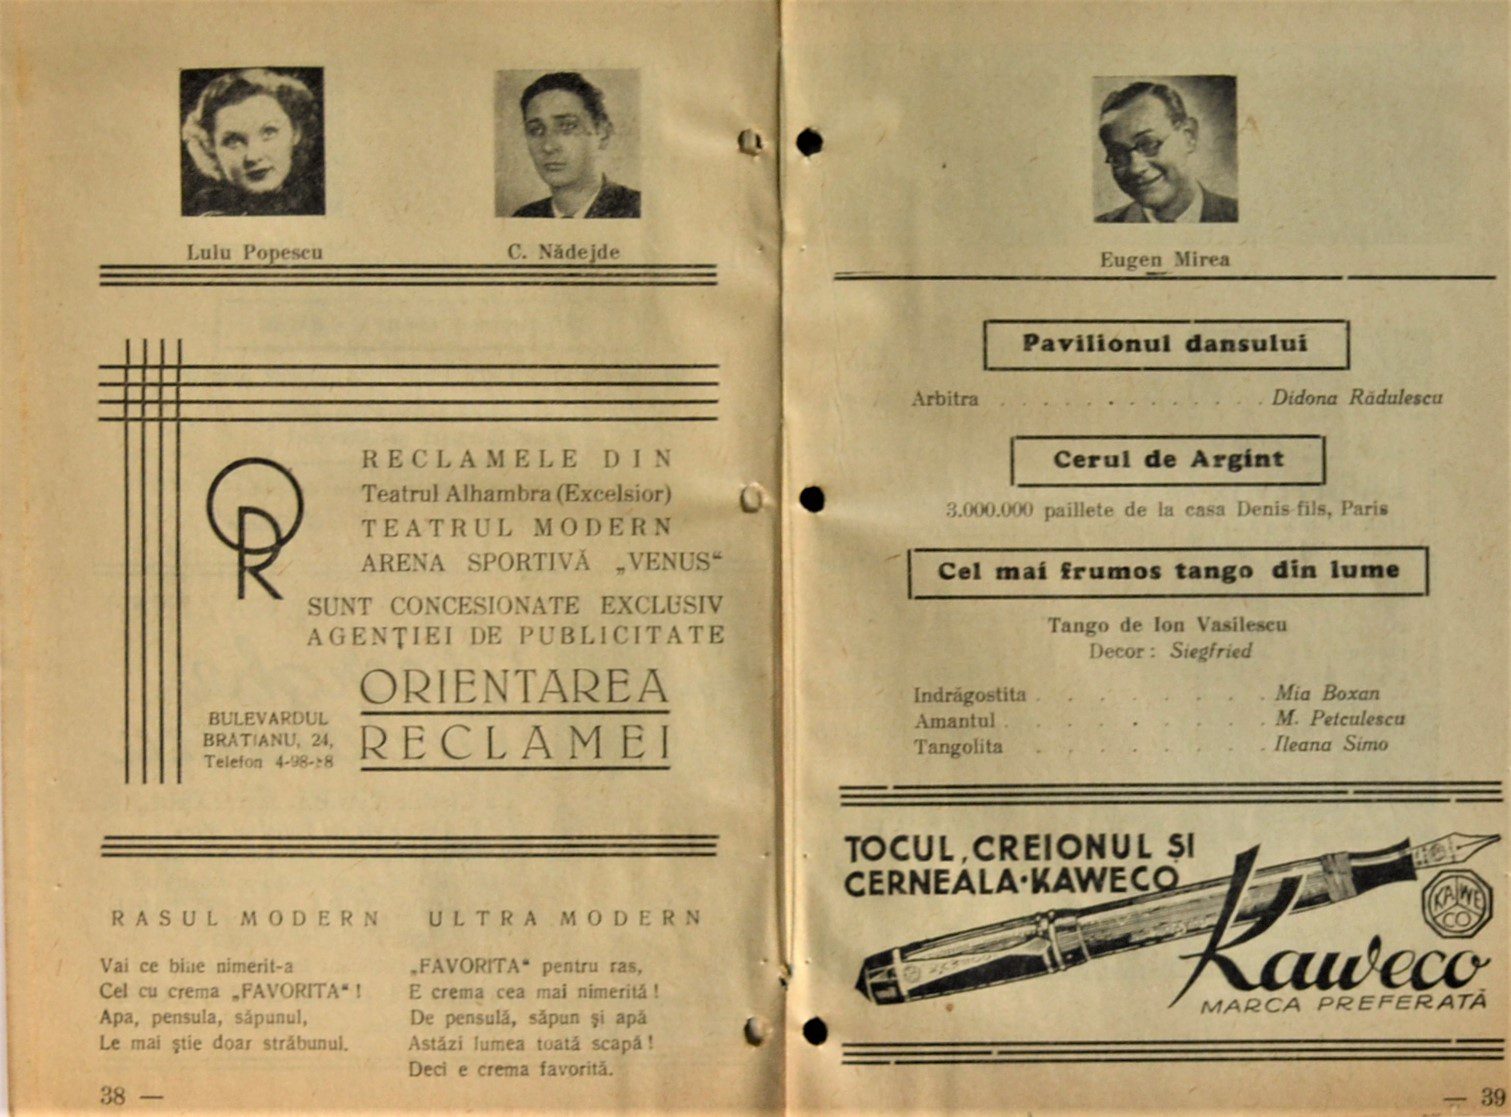 Lulu Popescu
C. Nădejde
OR
RECLAMELE DIN
Teatrul Alhambra (Excelsior)
TEATRUL MODERN
ARENA SPORTIVĂ „VENUS“
SUNT CONCESIONATE EXCLUSIV
AGENȚIEI DE PUBLICITATE
ORIENTAREA
RECLAMEI
BULEVARDUL
BRATIANU, 24,
Telefon
RASUL MODERN
Vai ce bine nimerit-a
Cel cu crema „FAVORITA“ !
Apa, pensula, săpunul,
Le mai știe doar străbunul.
ULTRA MODERN
„FAVORITA“ pentru ras,
E crema cea mai nimerită !
De pensulă, săpun și apă
Astăzi lumea toată scapă !
Deci e crema favorită.
38 —
Eugen Mirea
Pavilionul dansului
Arbitra . . . . . . . . . . . . . Didona Rădulescu
Cerul de Argint
3.000.000 paillete de la casa Denis-fils, Paris
Cel mai frumos tango din lume
Tango de Ion Vasilescu
Decor : Siegfried
Indrăgostita . . . . . . . . . Mia Boxan
Amantul . . . . . . . . . . M. Petculescu
Tangolita . . . . . . . . . Ileana Simo
TOCUL, CREIONUL ȘI
CERNEALA·KAWECO
KAWECO
Kaweco
MARCA PREFERATĂ
— 39